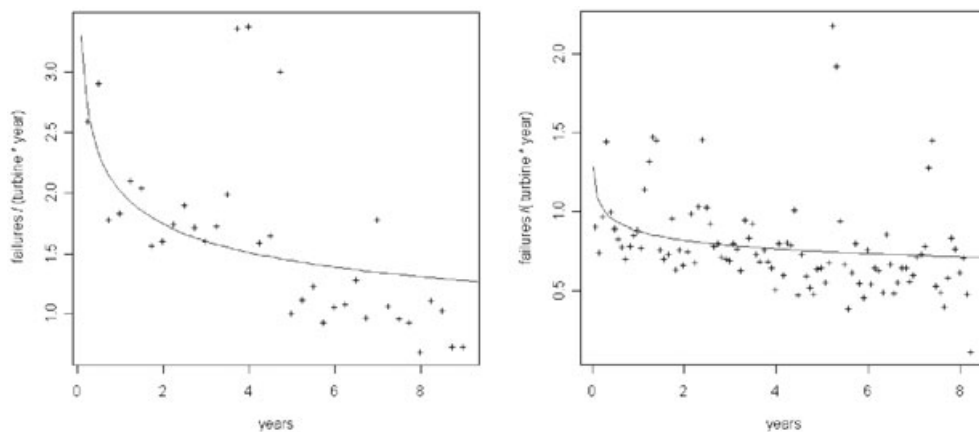 failures / (turbine * year)
3.0
2.5
2.0
1.5
1.0
0 2 4 6 8
years
failures /( turbine * year)
2.0
1.5
1.0
0.5
0 2 4 6 8
years